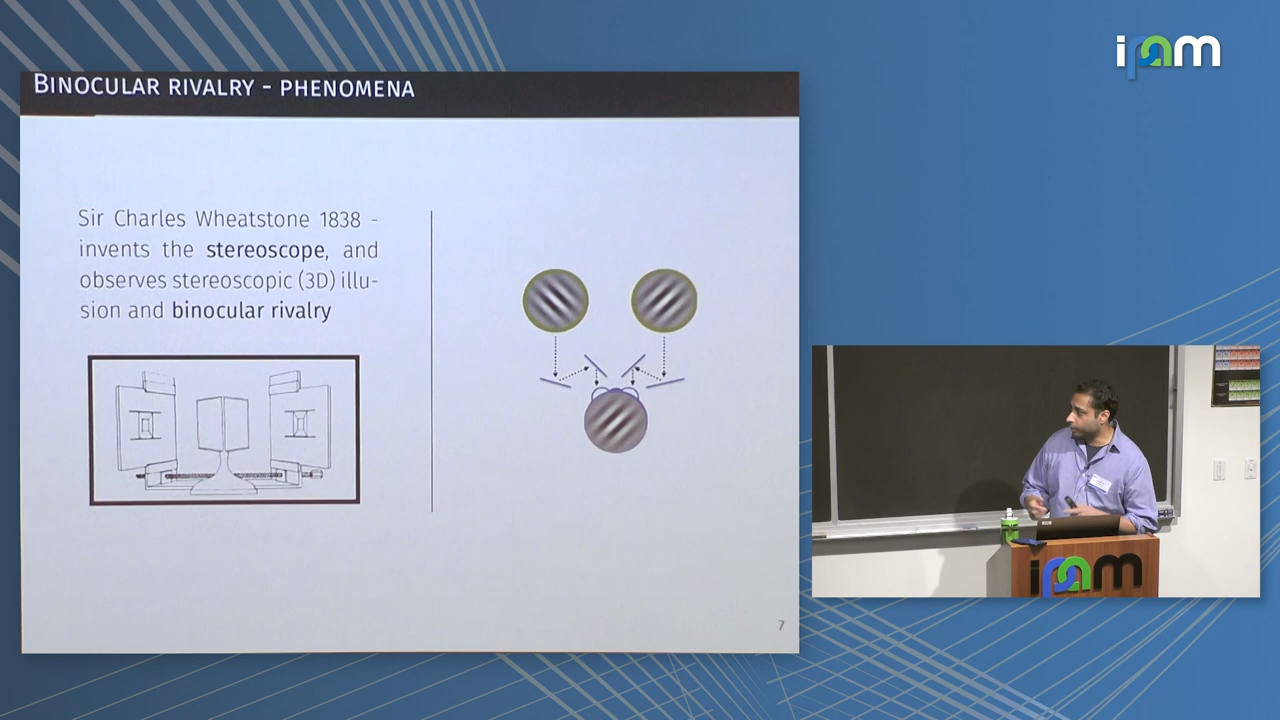 ipam
BINOCULAR RIVALRY - PHENOMENA
Sir Charles Wheatstone 1838 -
invents the stereoscope, and
observes stereoscopic (3D) illu-
sion and binocular rivalry
7
ipam